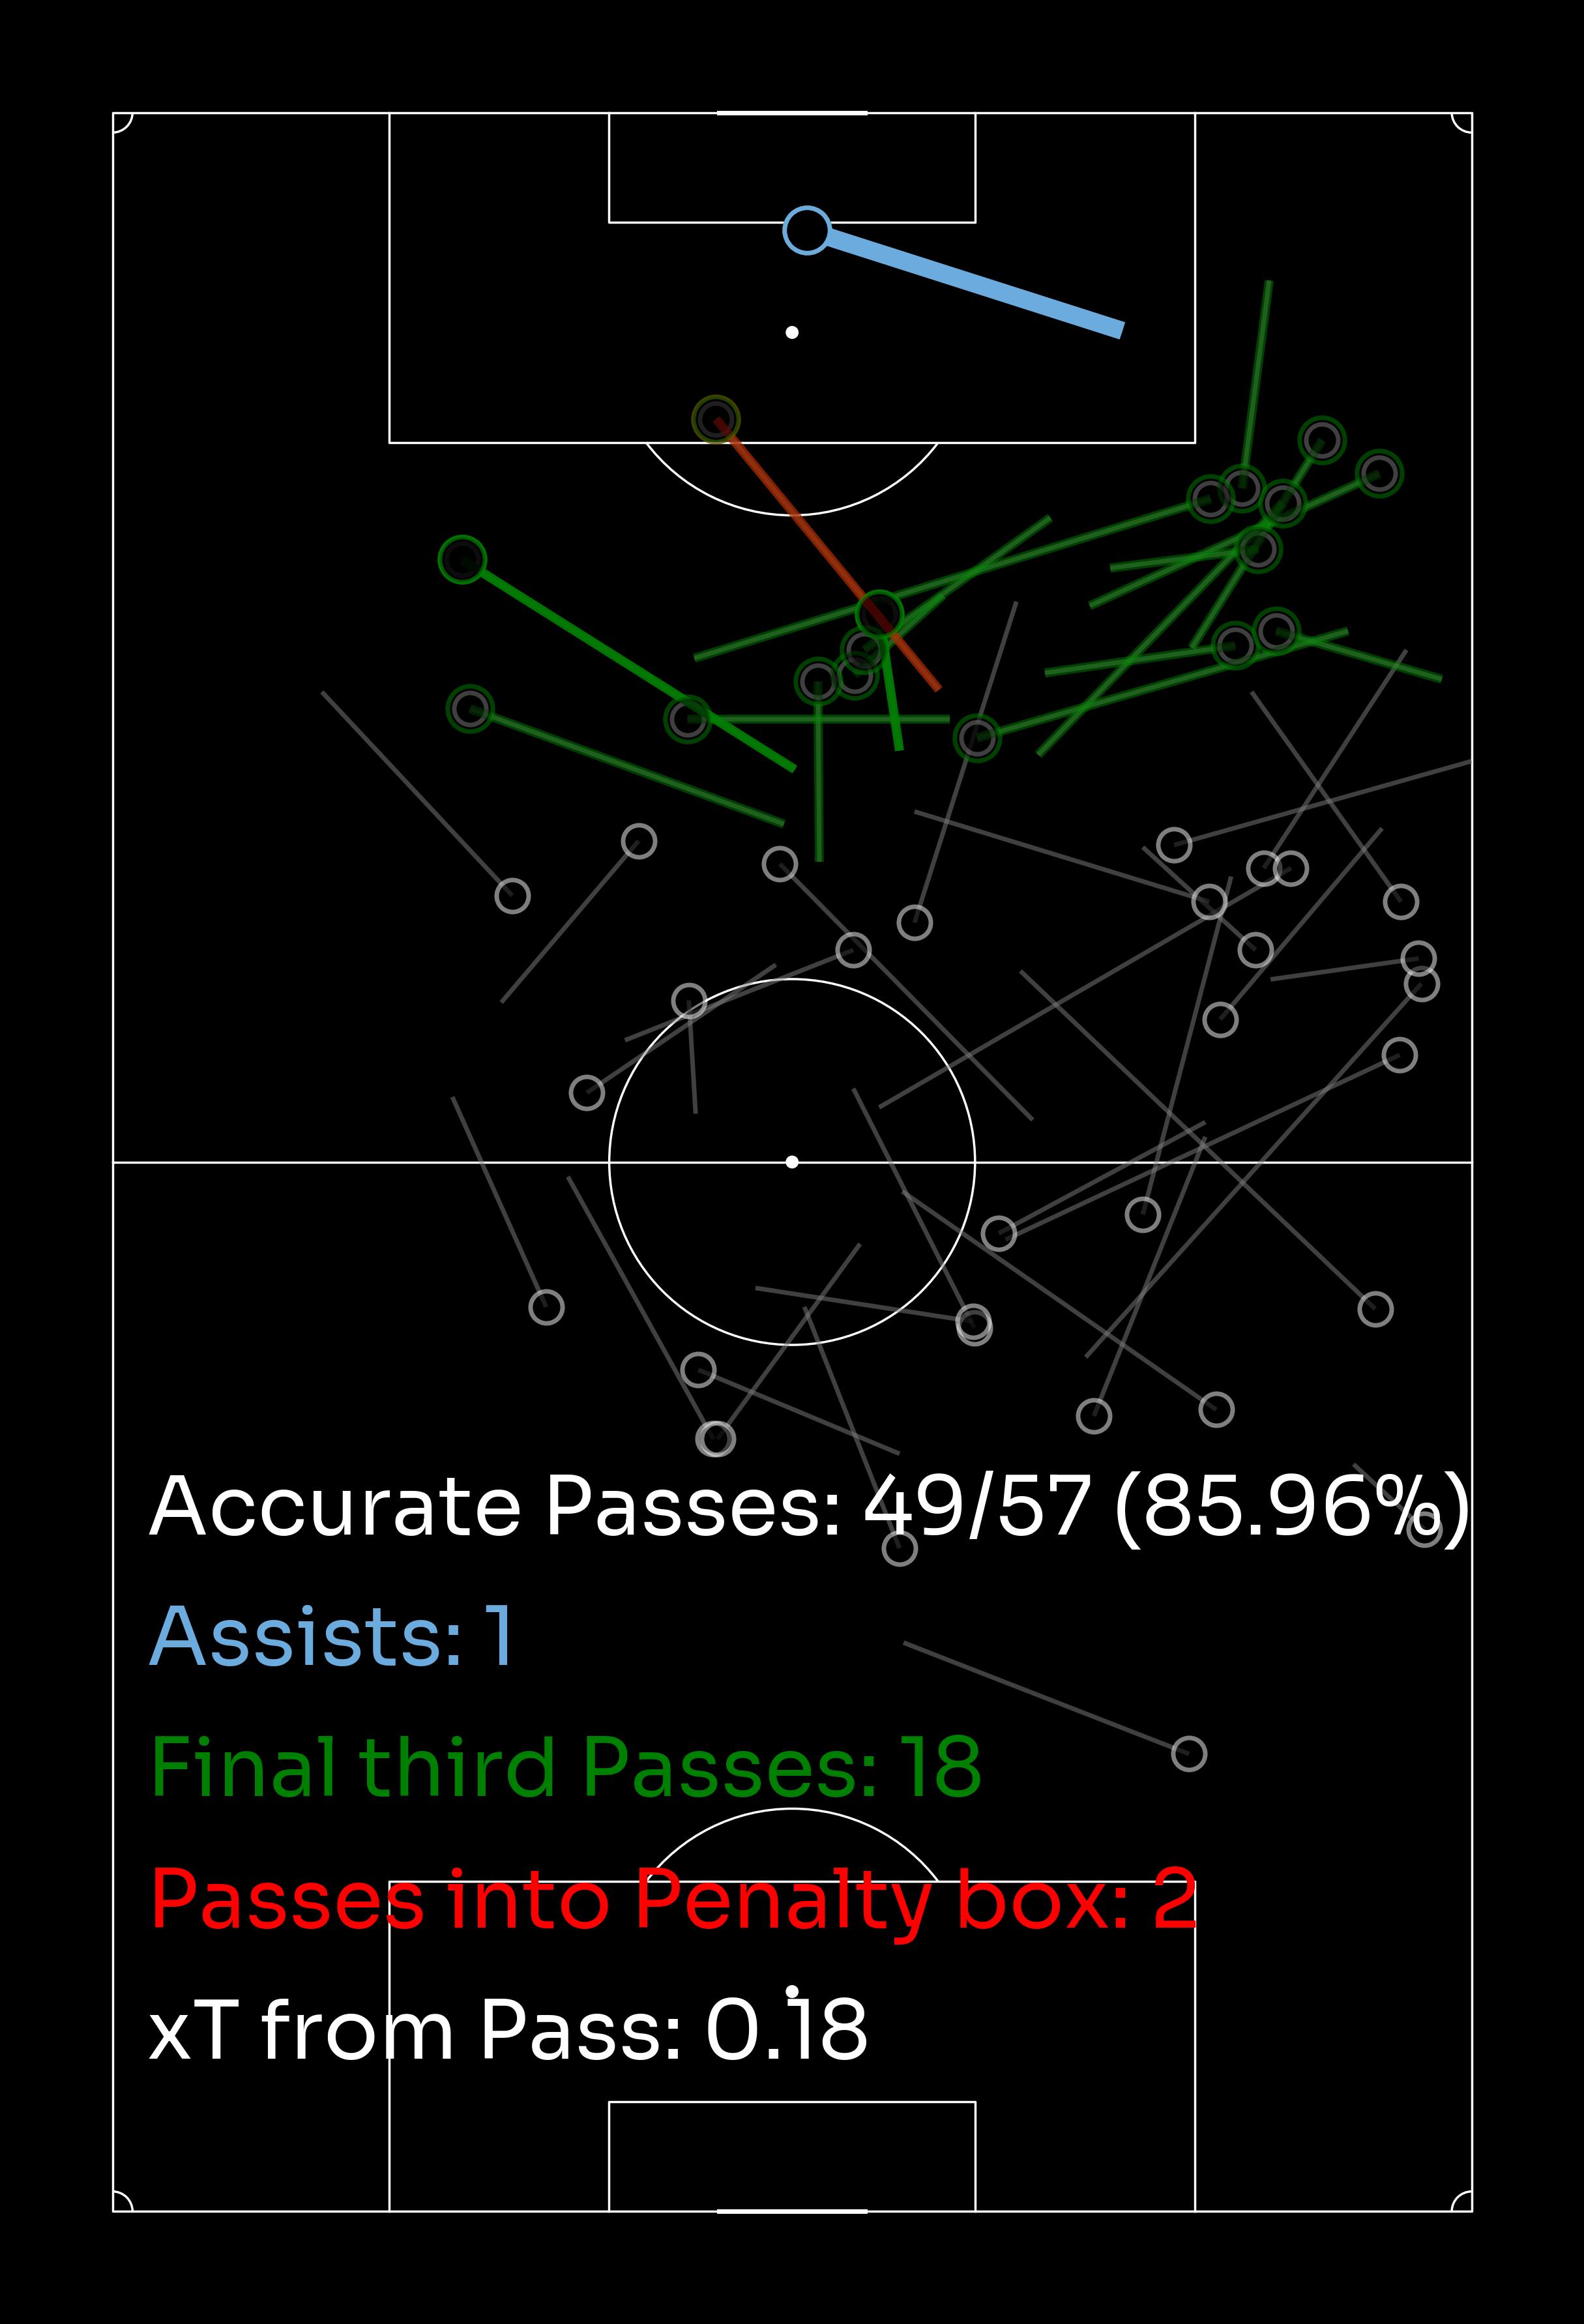 Accurate Passes: 49/57 (85.96%)
Assists: 1
Final third Passes: 18
Passes into Penalty box: 2
xT from Pass: 0.18